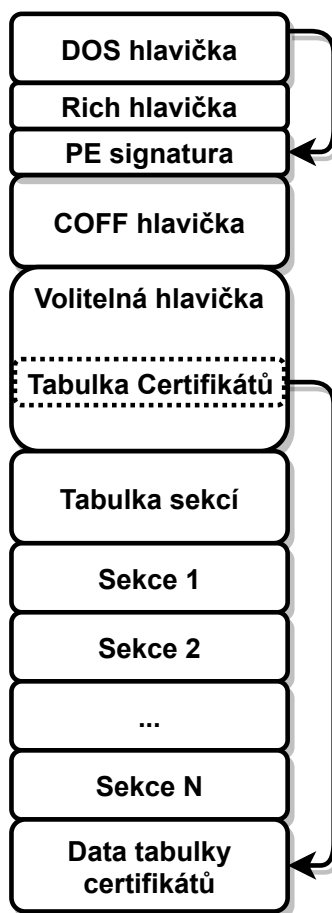 DOS hlavička
Rich hlavička
PE signatura
COFF hlavička
Volitelná hlavička
Tabulka Certifikátů
Tabulka sekcí
Sekce 1
Sekce 2
...
Sekce N
Data tabulky
certifikátů